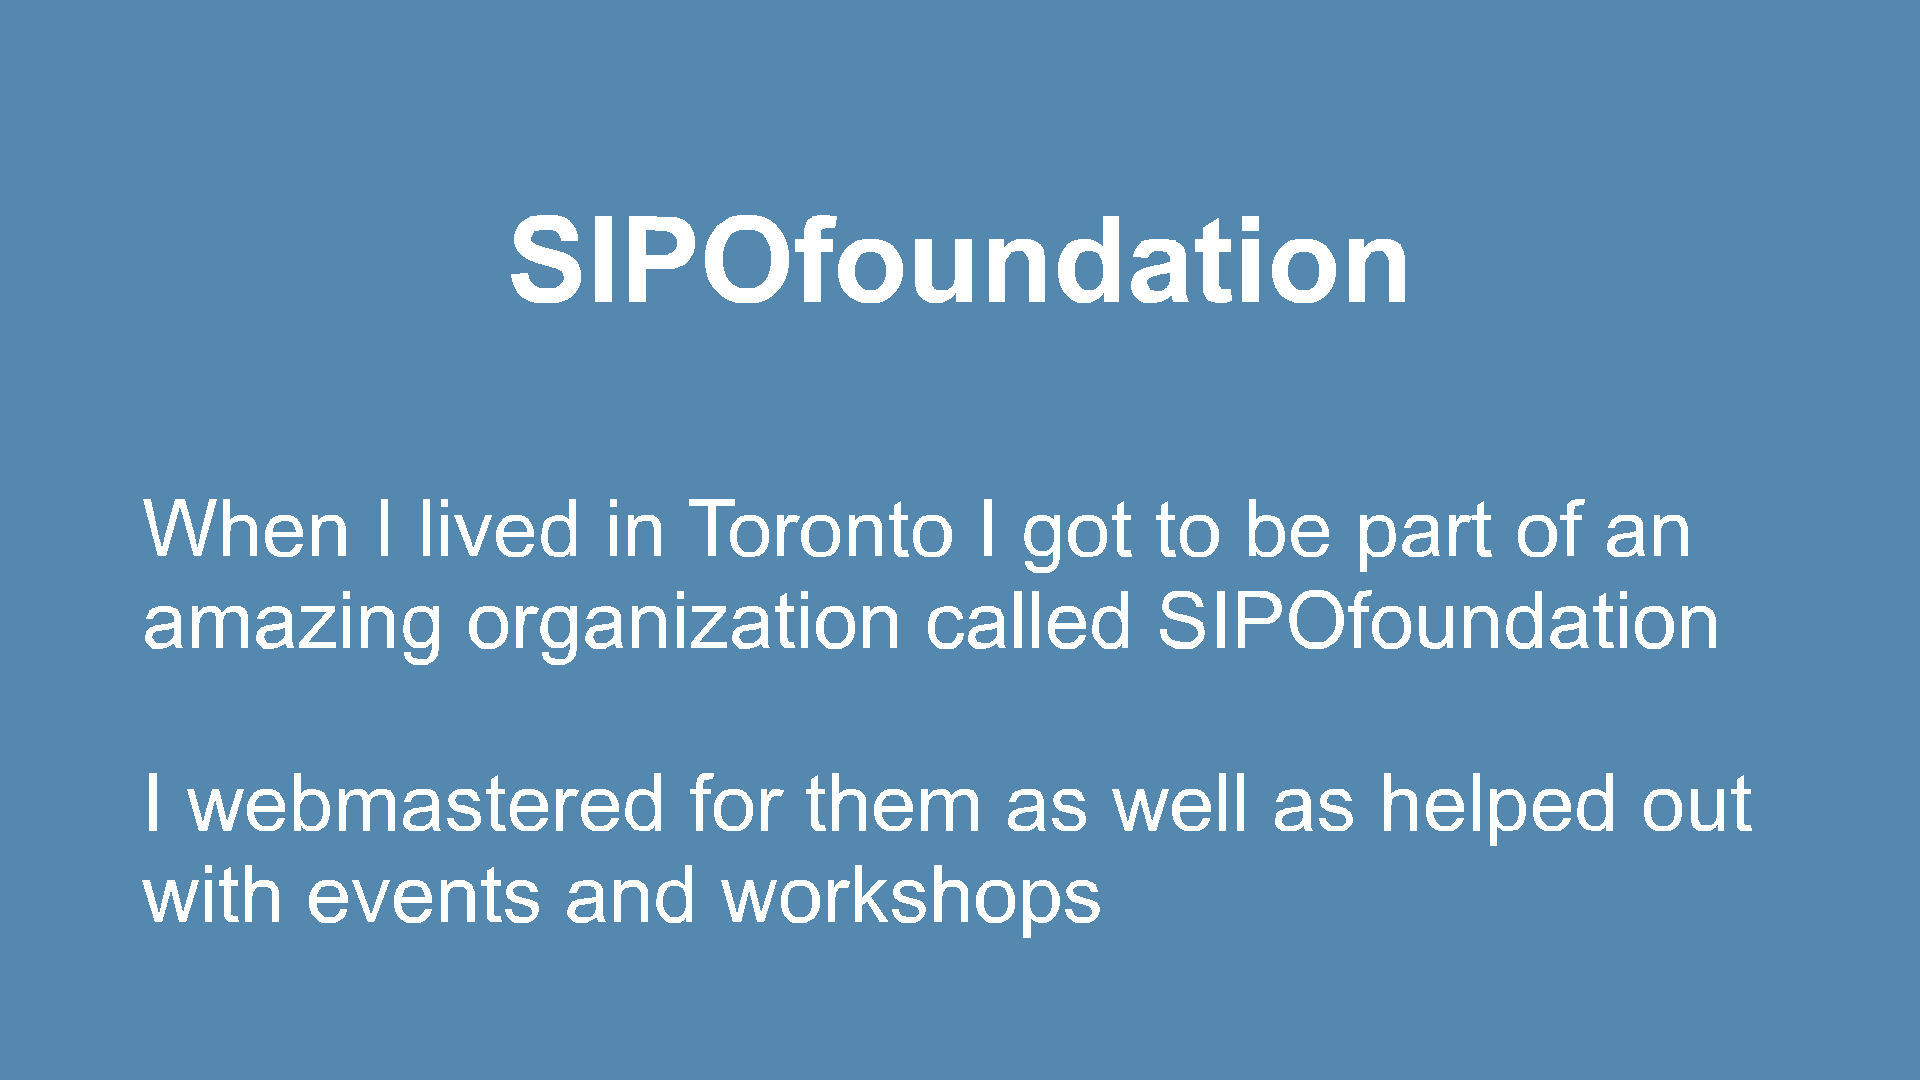 SIPOfoundation
When I lived in Toronto I got to be part of an
amazing organization called SIPOfoundation
I webmastered for them as well as helped out
with events and workshops